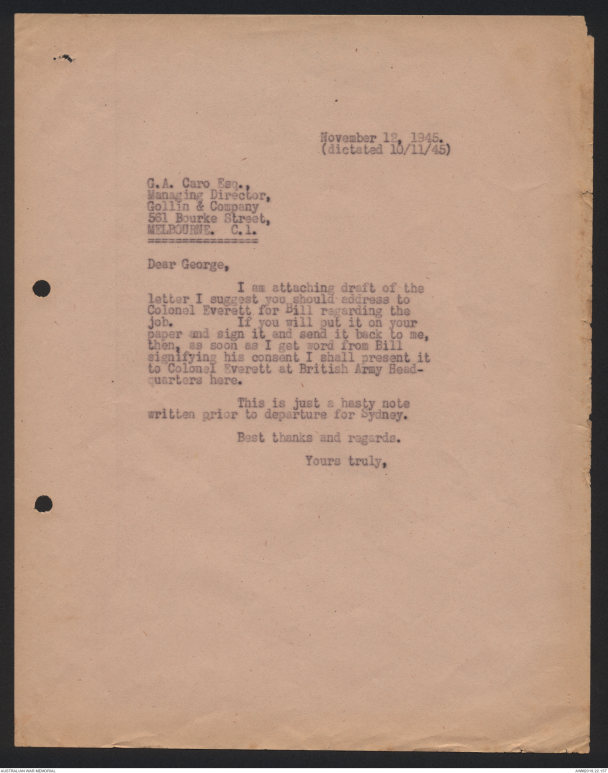 November 12, 1945.
(dictated 10/11/45)
G.A. Caro Esq.,
Managing Director,
Gollin & Company
561 Bourke Street,
MELBOURNE. C.1.
================
Dear George,
I am attaching draft of the
letter I suggest you should address to
Colonel Everett for Bill regarding the
job. If you will put it on your
paper and sign it and send it back to me,
then, as soon as I get word from Bill
signifying his consent I shall present it
to Colonel Everett at British Army Head-
quarters here.
This is just a hasty note
written prior to departure for Sydney.
Best thanks and regards.
Yours truly,
AUSTRALIAN WAR MEMORIAL